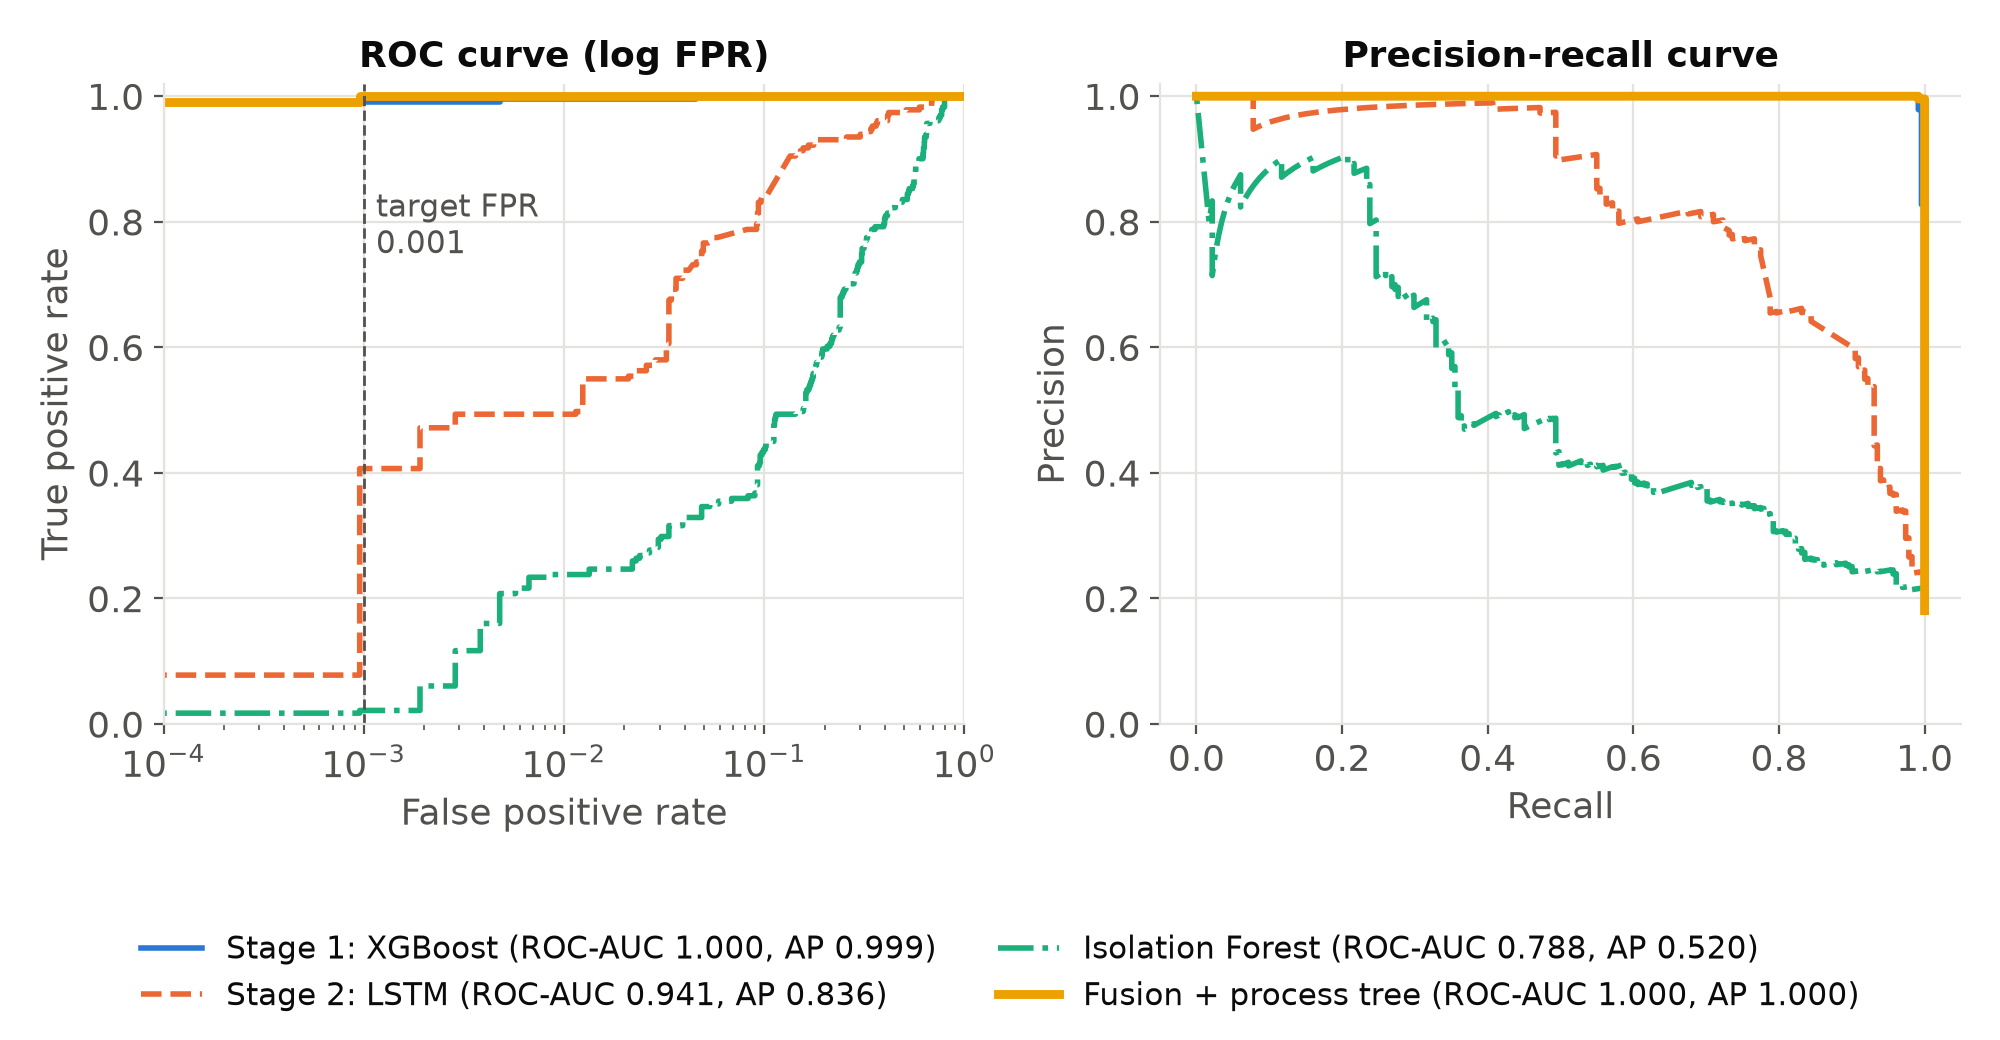 ROC curve (log FPR)
True positive rate
1.0
0.8
0.6
0.4
0.2
0.0
target FPR
0.001
10⁻⁴ 10⁻³ 10⁻² 10⁻¹ 10⁰
False positive rate
Precision-recall curve
Precision
1.0
0.8
0.6
0.4
0.2
0.0
0.0 0.2 0.4 0.6 0.8 1.0
Recall
Stage 1: XGBoost (ROC-AUC 1.000, AP 0.999)
Stage 2: LSTM (ROC-AUC 0.941, AP 0.836)
Isolation Forest (ROC-AUC 0.788, AP 0.520)
Fusion + process tree (ROC-AUC 1.000, AP 1.000)